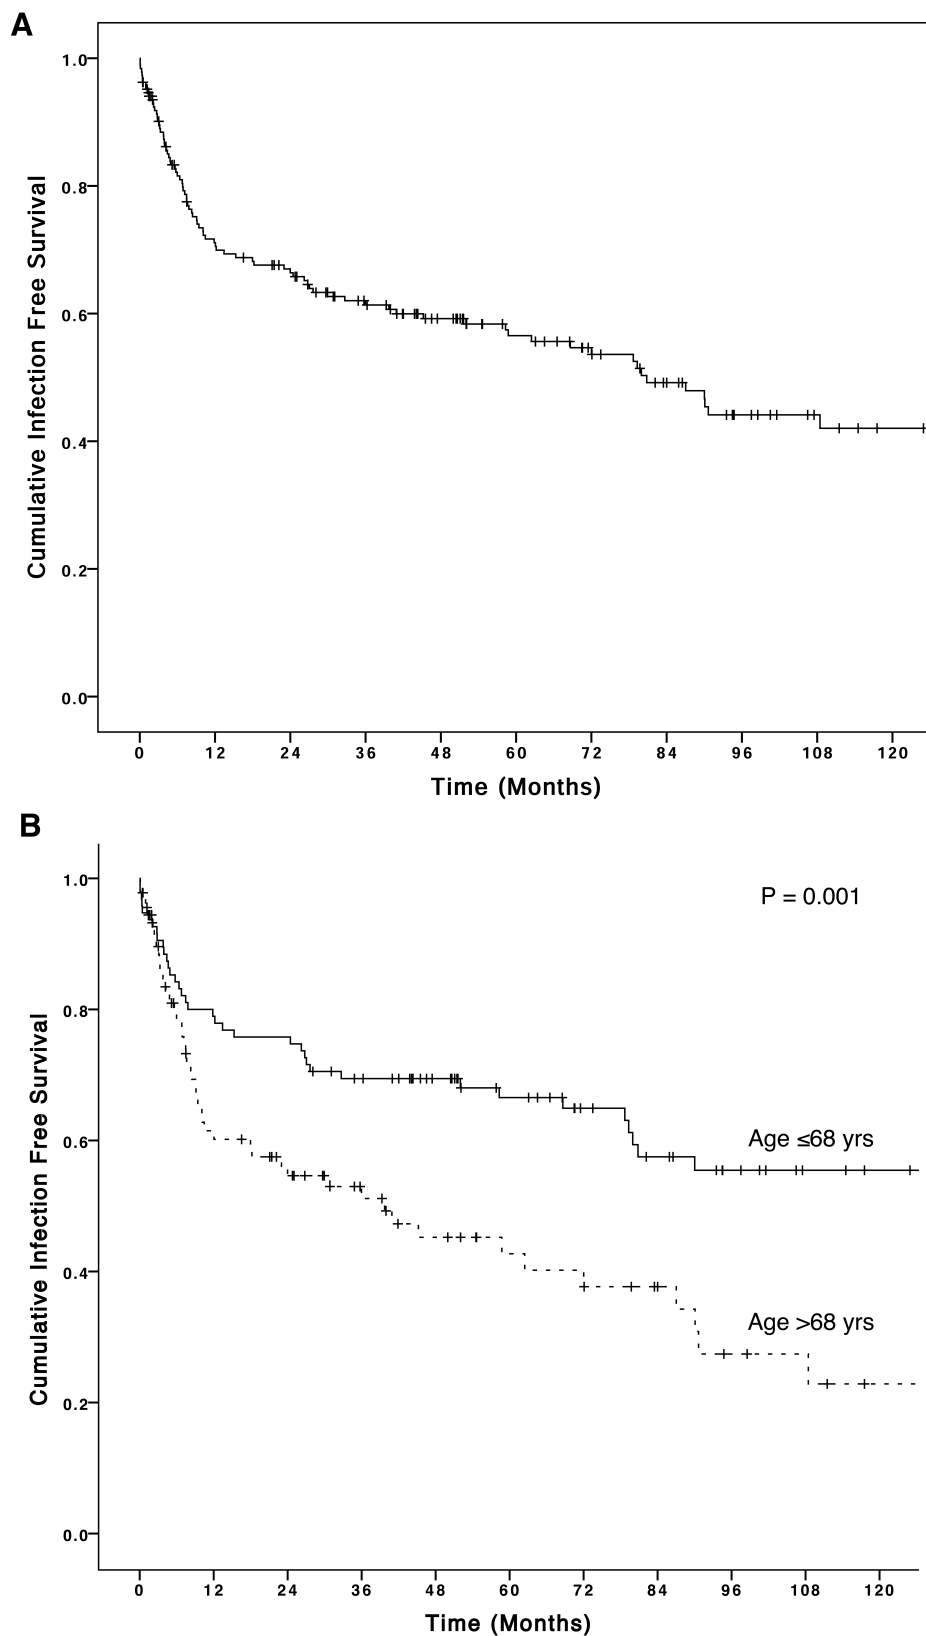 A
Cumulative Infection Free Survival
1.0
0.8
0.6
0.4
0.2
0.0
0 12 24 36 48 60 72 84 96 108 120
Time (Months)
B
Cumulative Infection Free Survival
1.0
0.8
0.6
0.4
0.2
0.0
P = 0.001
Age ≤68 yrs
Age >68 yrs
0 12 24 36 48 60 72 84 96 108 120
Time (Months)